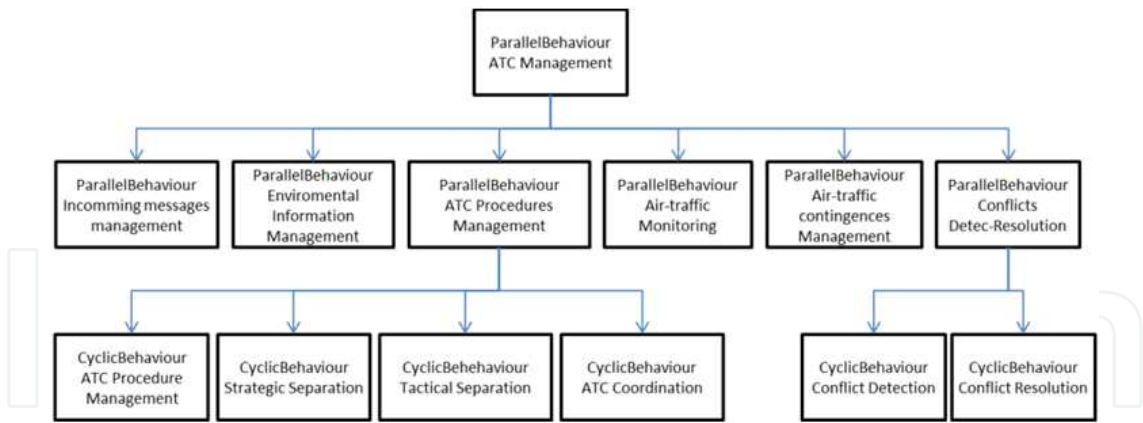 ParallelBehaviour
ATC Management
ParallelBehaviour
Incomming messages
management
ParallelBehaviour
Enviromental
Information
Management
ParallelBehaviour
ATC Procedures
Management
ParallelBehaviour
Air-traffic
Monitoring
ParallelBehaviour
Air-traffic
contingences
Management
ParallelBehaviour
Conflicts
Detec-Resolution
CyclicBehaviour
ATC Procedure
Management
CyclicBehaviour
Strategic Separation
CyclicBehehaviour
Tactical Separation
CyclicBehaviour
ATC Coordination
CyclicBehaviour
Conflict Detection
CyclicBehaviour
Conflict Resolution